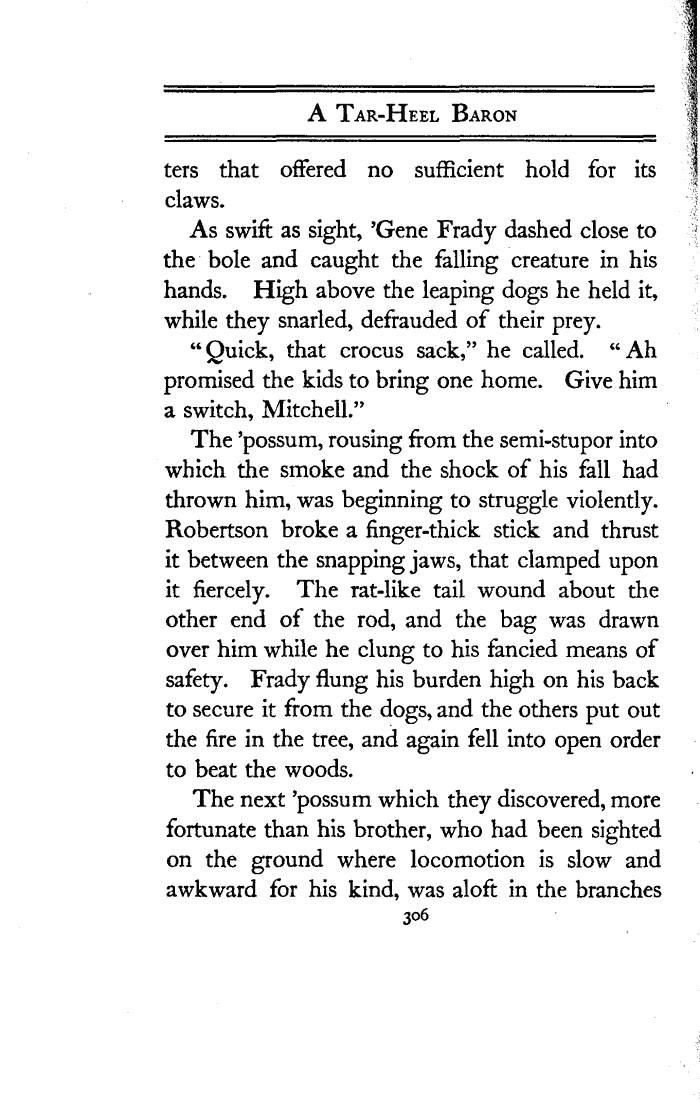 A Tar-Heel Baron
ters that offered no sufficient hold for its
claws.
As swift as sight, ’Gene Frady dashed close to
the bole and caught the falling creature in his
hands. High above the leaping dogs he held it,
while they snarled, defrauded of their prey.
“Quick, that crocus sack,” he called. “Ah
promised the kids to bring one home. Give him
a switch, Mitchell.”
The ’possum, rousing from the semi-stupor into
which the smoke and the shock of his fall had
thrown him, was beginning to struggle violently.
Robertson broke a finger-thick stick and thrust
it between the snapping jaws, that clamped upon
it fiercely. The rat-like tail wound about the
other end of the rod, and the bag was drawn
over him while he clung to his fancied means of
safety. Frady flung his burden high on his back
to secure it from the dogs, and the others put out
the fire in the tree, and again fell into open order
to beat the woods.
The next ’possum which they discovered, more
fortunate than his brother, who had been sighted
on the ground where locomotion is slow and
awkward for his kind, was aloft in the branches
306